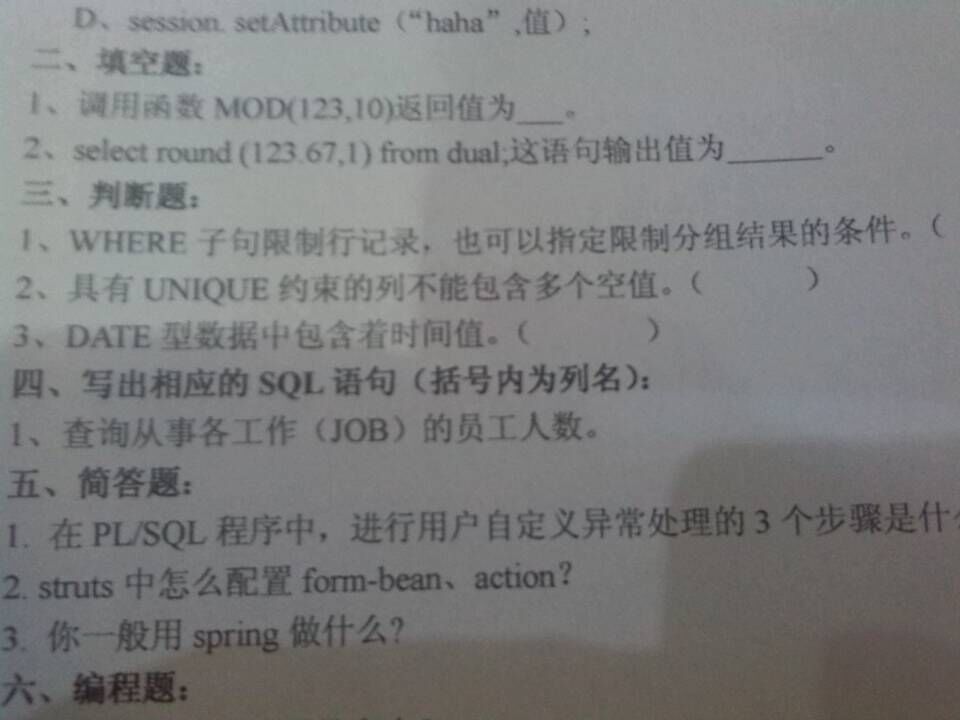 D、session. setAttribute（“haha”,值）;
二、填空题：
1、调用函数 MOD(123,10)返回值为___。
2、select round (123.67,1) from dual;这语句输出值为______。
三、判断题：
1、WHERE 子句限制行记录，也可以指定限制分组结果的条件。（
2、具有 UNIQUE 约束的列不能包含多个空值。（ ）
3、DATE 型数据中包含着时间值。（ ）
四、写出相应的 SQL 语句（括号内为列名）：
1、查询从事各工作（JOB）的员工人数。
五、简答题：
1. 在 PL/SQL 程序中，进行用户自定义异常处理的 3 个步骤是什
2. struts 中怎么配置 form-bean、action？
3. 你一般用 spring 做什么？
六、编程题：